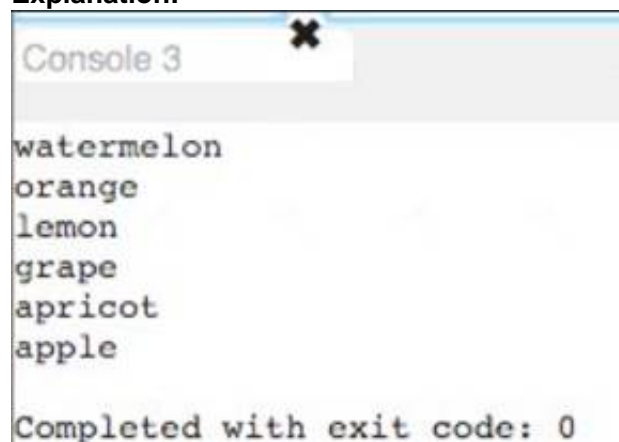 Explanation:
Console 3
watermelon
orange
lemon
grape
apricot
apple
Completed with exit code: 0